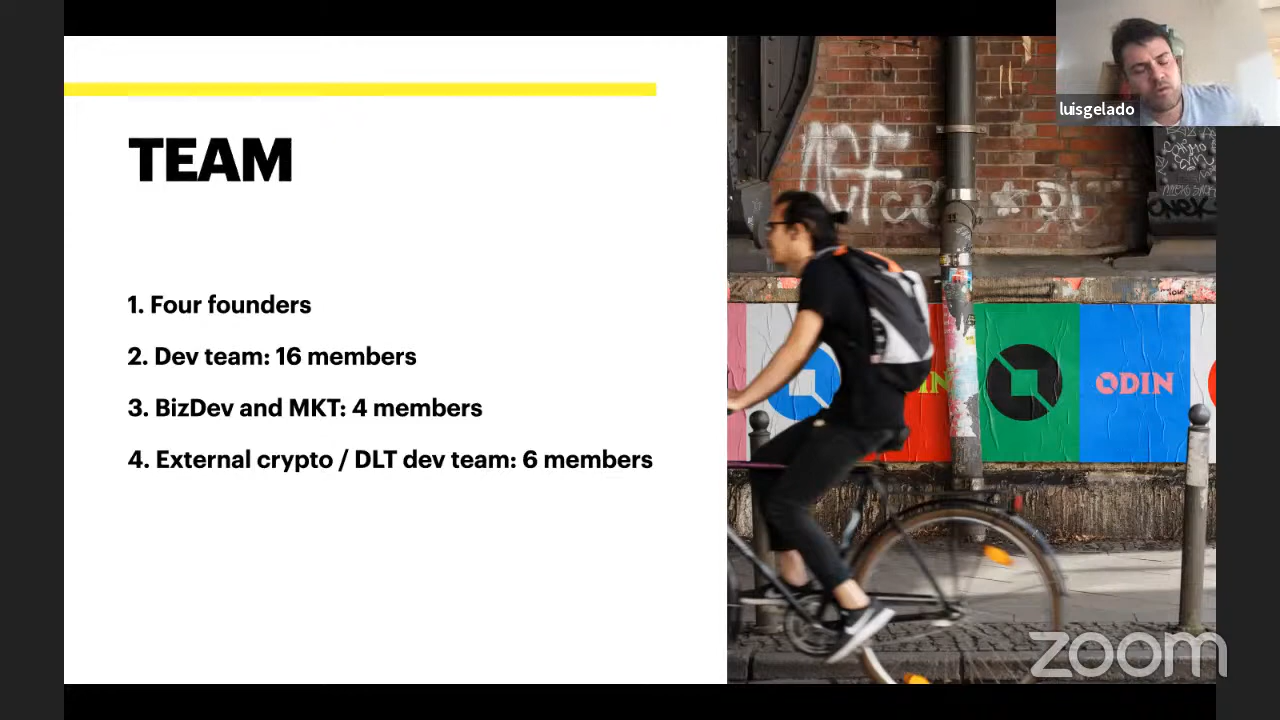 luisgelado
TEAM
1. Four founders
2. Dev team: 16 members
3. BizDev and MKT: 4 members
4. External crypto / DLT dev team: 6 members
IN
ODIN
zoom